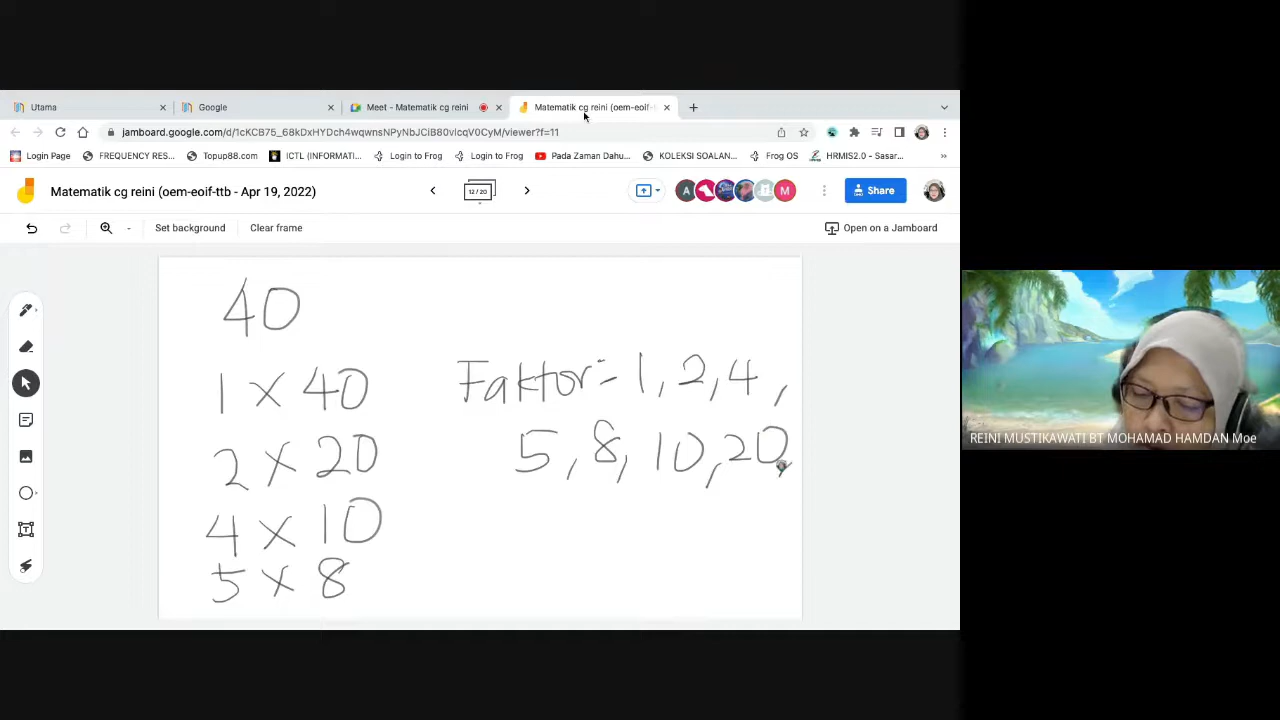 Utama
Google
Meet - Matematik cg reini
Matematik cg reini (oem-eoif-
jamboard.google.com/d/1cKCB75_68kDxHYDch4wqwnsNPyNbJCiB80vlcqV0CyM/viewer?f=11
Login Page
FREQUENCY RES...
Topup88.com
ICTL (INFORMATI...
Login to Frog
Login to Frog
Pada Zaman Dahu...
KOLEKSI SOALAN...
Frog OS
HRMIS2.0 - Sasar...
»
Matematik cg reini (oem-eoif-ttb - Apr 19, 2022)
12 / 20
A
M
Share
Set background
Clear frame
Open on a Jamboard
40
1 x 40
2 x 20
4 x 10
5 x 8
Faktor = 1, 2, 4,
5, 8, 10, 20,
REINI MUSTIKAWATI BT MOHAMAD HAMDAN Moe